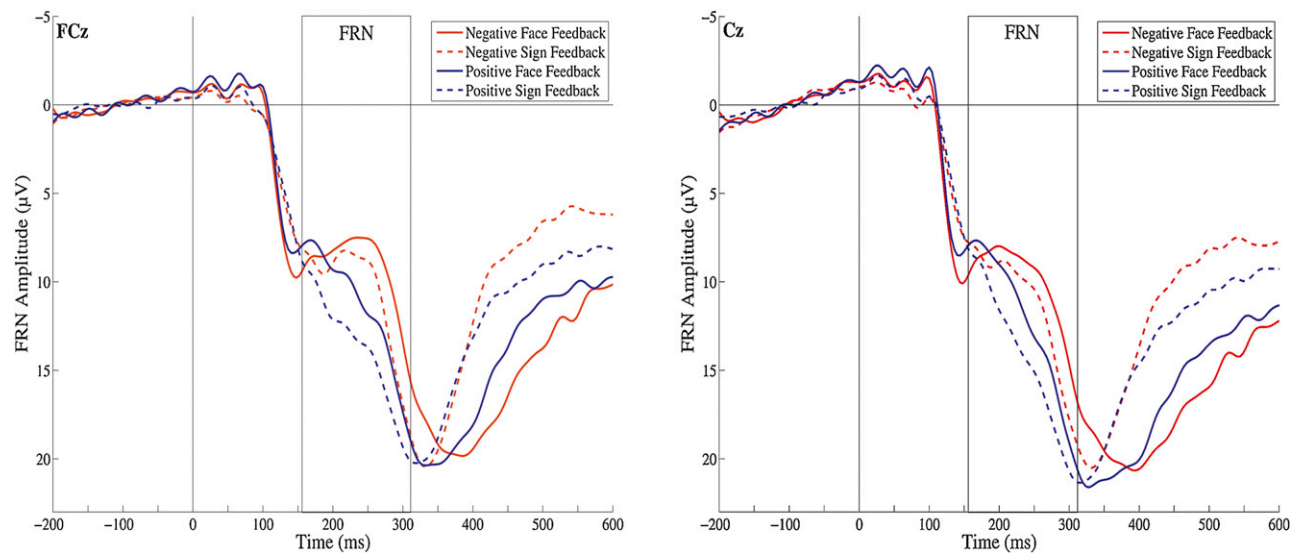 FCz
FRN
Negative Face Feedback
Negative Sign Feedback
Positive Face Feedback
Positive Sign Feedback
−5
0
5
10
15
20
FRN Amplitude (μV)
−200
−100
0
100
200
300
400
500
600
Time (ms)
Cz
FRN
Negative Face Feedback
Negative Sign Feedback
Positive Face Feedback
Positive Sign Feedback
−5
0
5
10
15
20
FRN Amplitude (μV)
−200
−100
0
100
200
300
400
500
600
Time (ms)